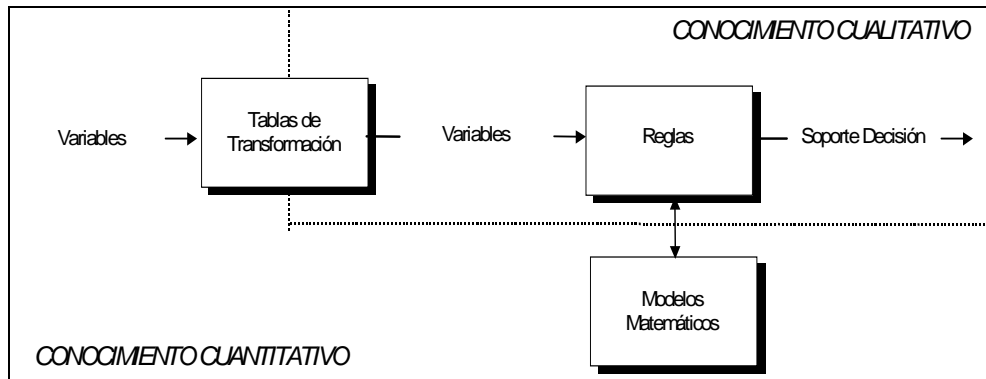 CONOCIMIENTO CUALITATIVO
Variables
Tablas de
Transformación
Variables
Reglas
Soporte Decisión
Modelos
Matemáticos
CONOCIMIENTO CUANTITATIVO